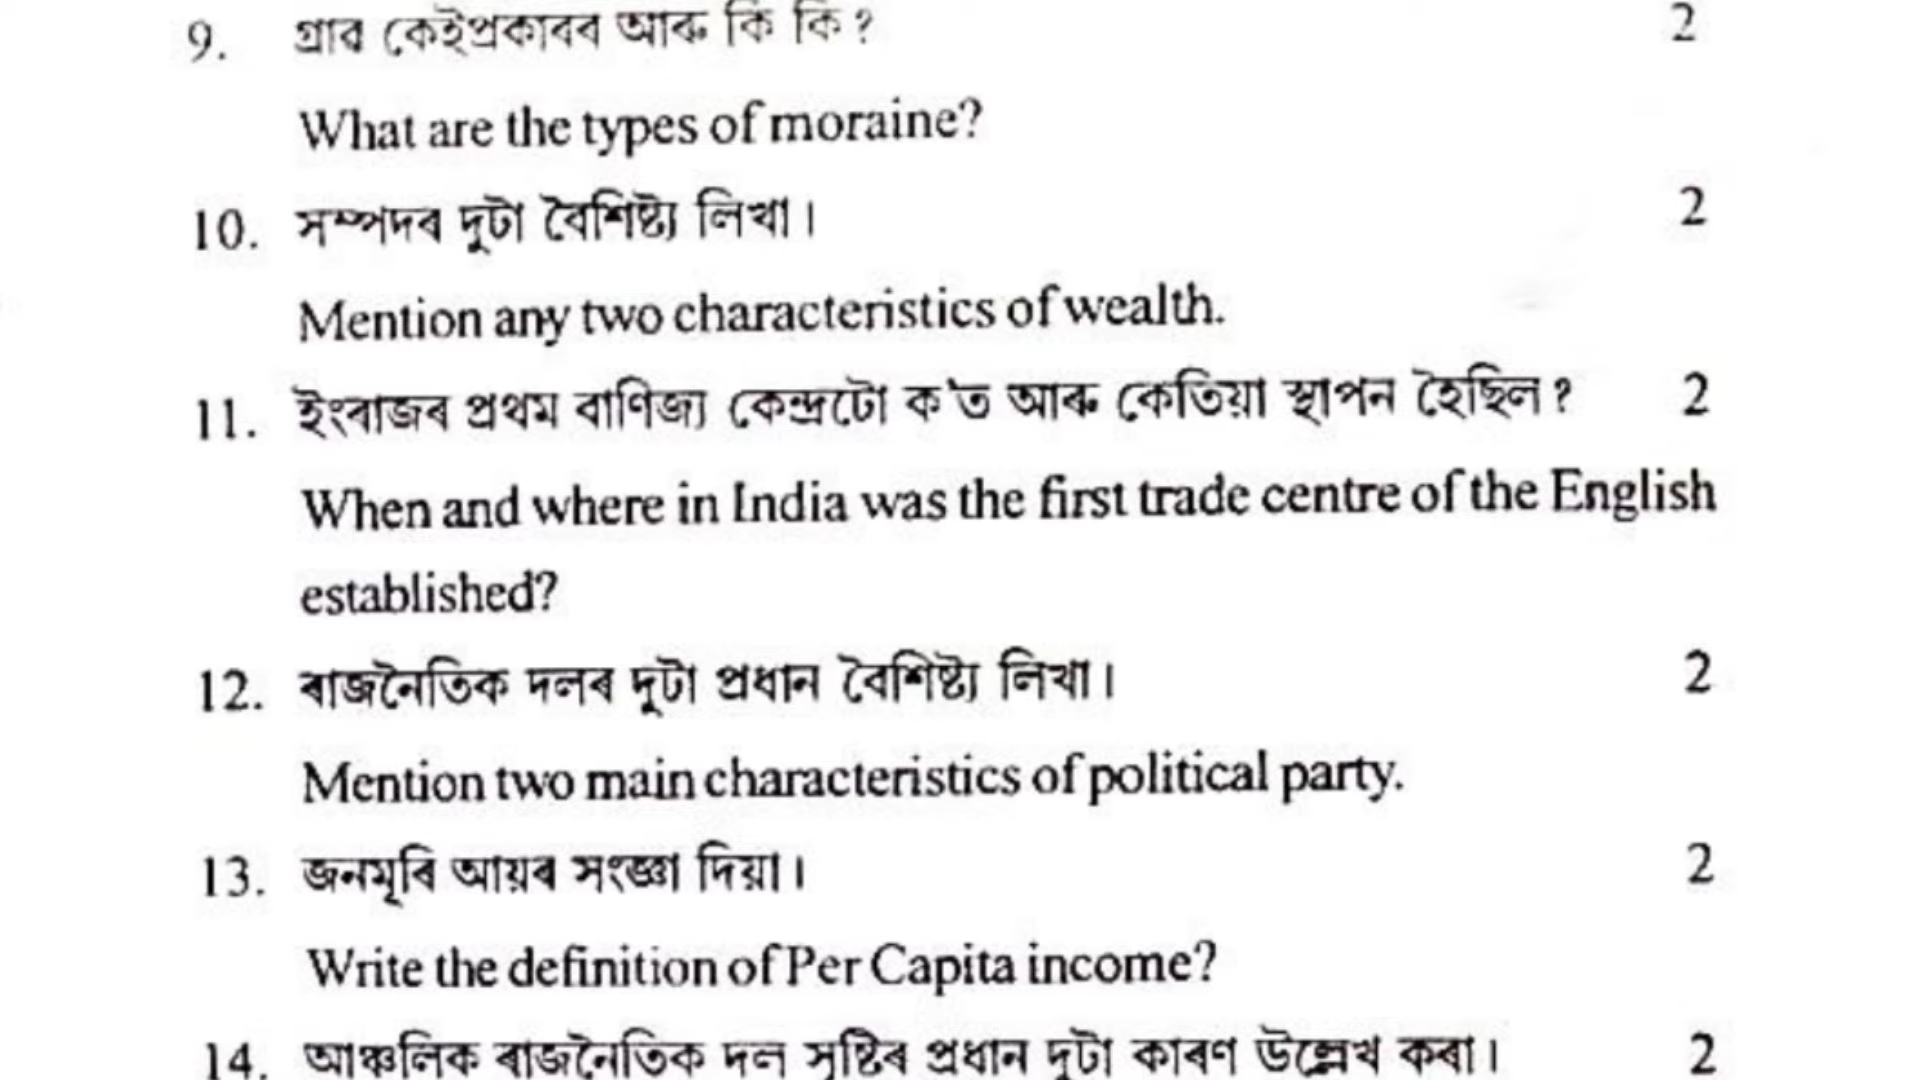 9. গ্ৰাব কেইপ্ৰকাৰৰ আৰু কি কি ? 2
What are the types of moraine?
10. সম্পদৰ দুটা বৈশিষ্ট্য লিখা। 2
Mention any two characteristics of wealth.
11. ইংৰাজৰ প্ৰথম বাণিজ্য কেন্দ্ৰটো ক'ত আৰু কেতিয়া স্থাপন হৈছিল ? 2
When and where in India was the first trade centre of the English
established?
12. ৰাজনৈতিক দলৰ দুটা প্ৰধান বৈশিষ্ট্য লিখা। 2
Mention two main characteristics of political party.
13. জনমূৰি আয়ৰ সংজ্ঞা দিয়া। 2
Write the definition of Per Capita income?
14. আঞ্চলিক ৰাজনৈতিক দল সৃষ্টিৰ প্ৰধান দুটা কাৰণ উল্লেখ কৰা। 2